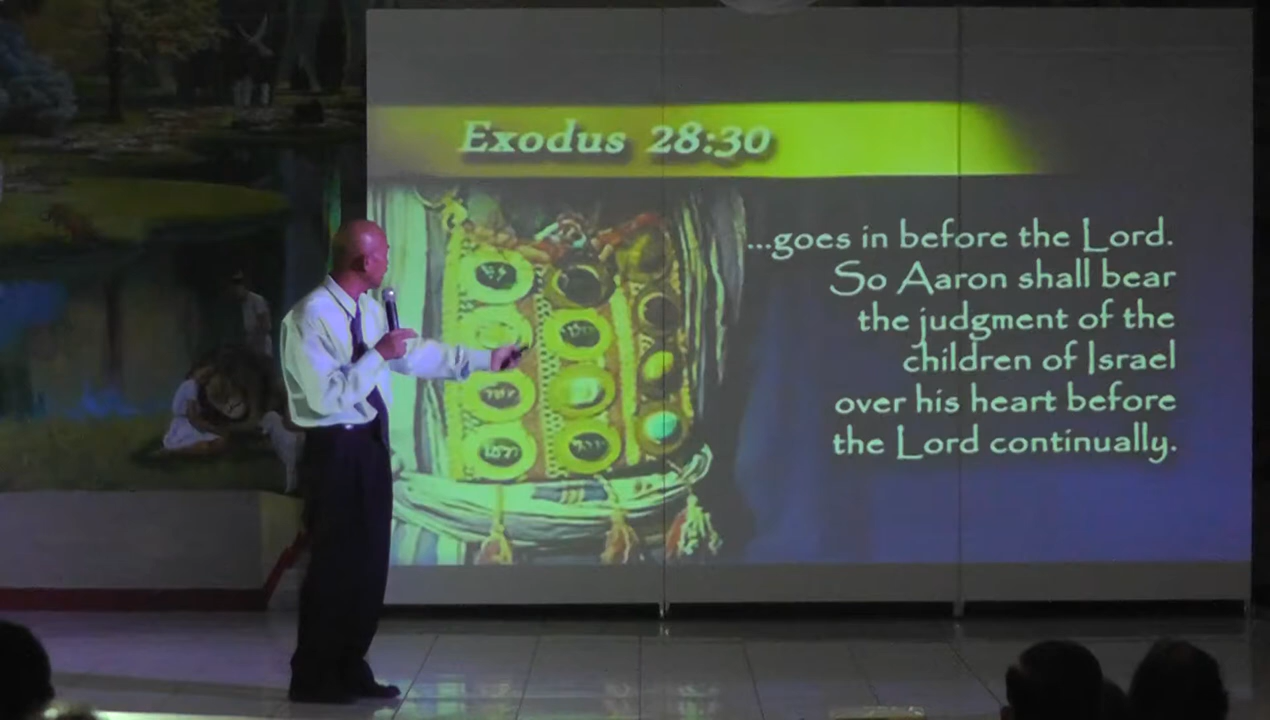 Exodus 28:30
...goes in before the Lord.
So Aaron shall bear
the judgment of the
children of Israel
over his heart before
the Lord continually.